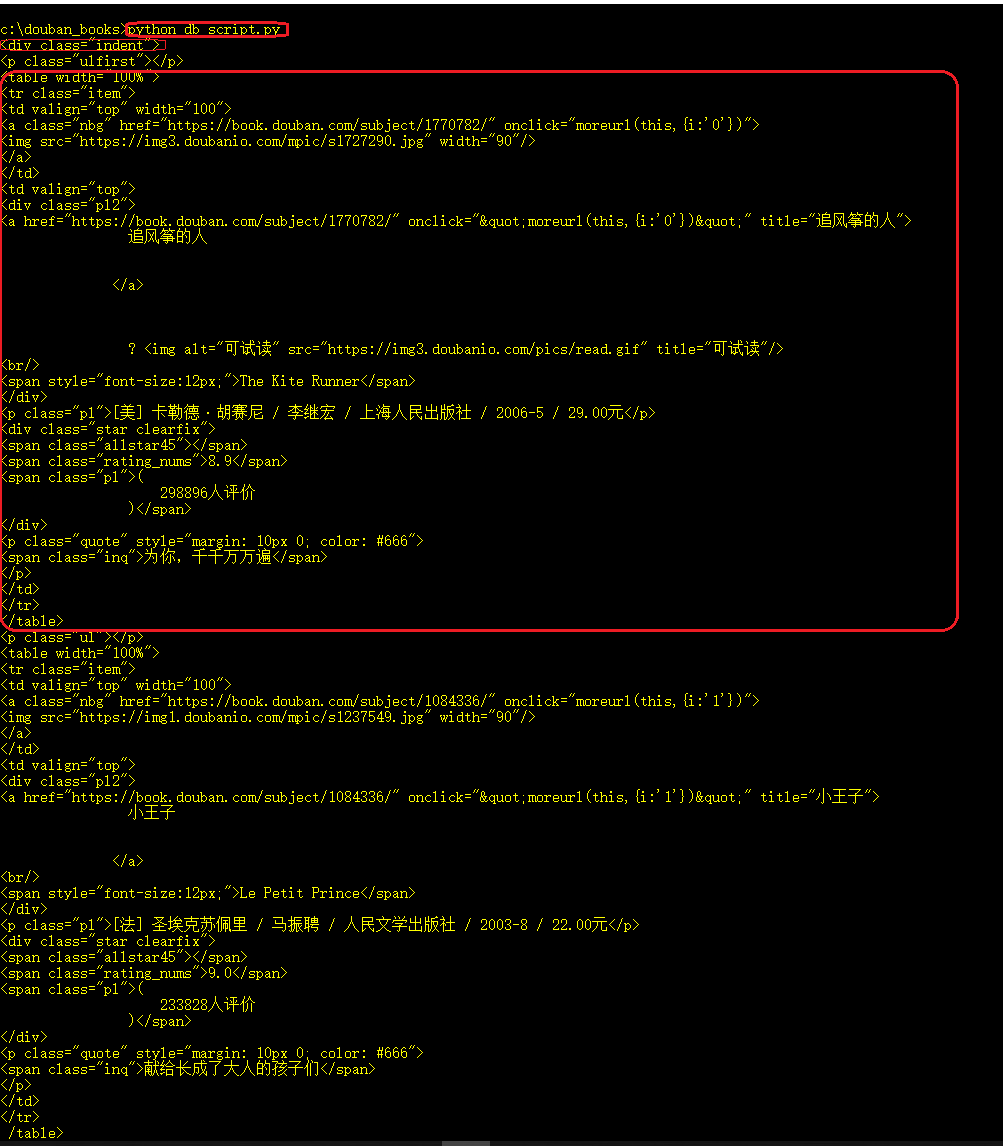 c:\douban_books>python db_script.py
<div class="indent">
<p class="ulfirst"></p>
<table width="100%">
<tr class="item">
<td valign="top" width="100">
<a class="nbg" href="https://book.douban.com/subject/1770782/" onclick="moreurl(this,{i:'0'})">
<img src="https://img3.doubanio.com/mpic/s1727290.jpg" width="90"/>
</a>
</td>
<td valign="top">
<div class="pl2">
<a href="https://book.douban.com/subject/1770782/" onclick="&quot;moreurl(this,{i:'0'})&quot;" title="追风筝的人">
追风筝的人
</a>
? <img alt="可试读" src="https://img3.doubanio.com/pics/read.gif" title="可试读"/>
<br/>
<span style="font-size:12px;">The Kite Runner</span>
</div>
<p class="pl">[美] 卡勒德·胡赛尼 / 李继宏 / 上海人民出版社 / 2006-5 / 29.00元</p>
<div class="star clearfix">
<span class="allstar45"></span>
<span class="rating_nums">8.9</span>
<span class="pl">(
298896人评价
)</span>
</div>
<p class="quote" style="margin: 10px 0; color: #666">
<span class="inq">为你，千千万万遍</span>
</p>
</td>
</tr>
</table>
<p class="ul"></p>
<table width="100%">
<tr class="item">
<td valign="top" width="100">
<a class="nbg" href="https://book.douban.com/subject/1084336/" onclick="moreurl(this,{i:'1'})">
<img src="https://img1.doubanio.com/mpic/s1237549.jpg" width="90"/>
</a>
</td>
<td valign="top">
<div class="pl2">
<a href="https://book.douban.com/subject/1084336/" onclick="&quot;moreurl(this,{i:'1'})&quot;" title="小王子">
小王子
</a>
<br/>
<span style="font-size:12px;">Le Petit Prince</span>
</div>
<p class="pl">[法] 圣埃克苏佩里 / 马振聘 / 人民文学出版社 / 2003-8 / 22.00元</p>
<div class="star clearfix">
<span class="allstar45"></span>
<span class="rating_nums">9.0</span>
<span class="pl">(
233828人评价
)</span>
</div>
<p class="quote" style="margin: 10px 0; color: #666">
<span class="inq">献给长成了大人的孩子们</span>
</p>
</td>
</tr>
/table>